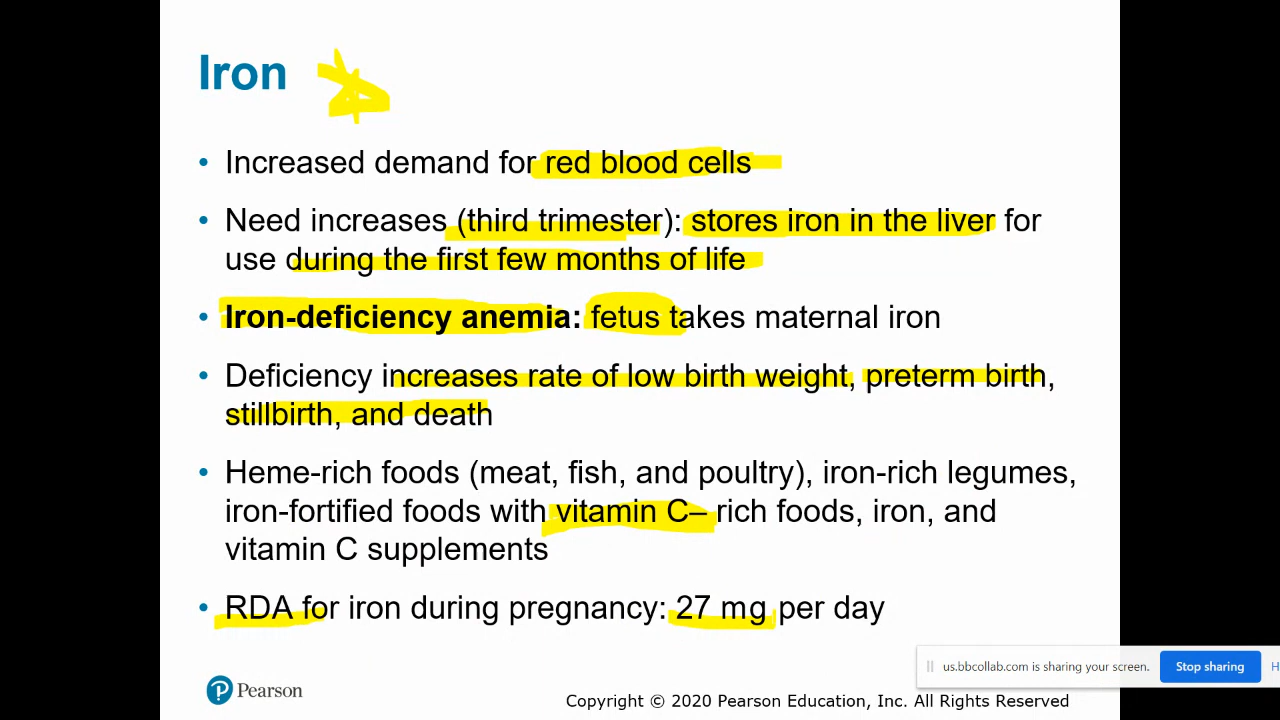 Iron
• Increased demand for red blood cells
• Need increases (third trimester): stores iron in the liver for
use during the first few months of life
• Iron-deficiency anemia: fetus takes maternal iron
• Deficiency increases rate of low birth weight, preterm birth,
stillbirth, and death
• Heme-rich foods (meat, fish, and poultry), iron-rich legumes,
iron-fortified foods with vitamin C– rich foods, iron, and
vitamin C supplements
• RDA for iron during pregnancy: 27 mg per day
us.bbcollab.com is sharing your screen. Stop sharing H
Pearson
Copyright © 2020 Pearson Education, Inc. All Rights Reserved